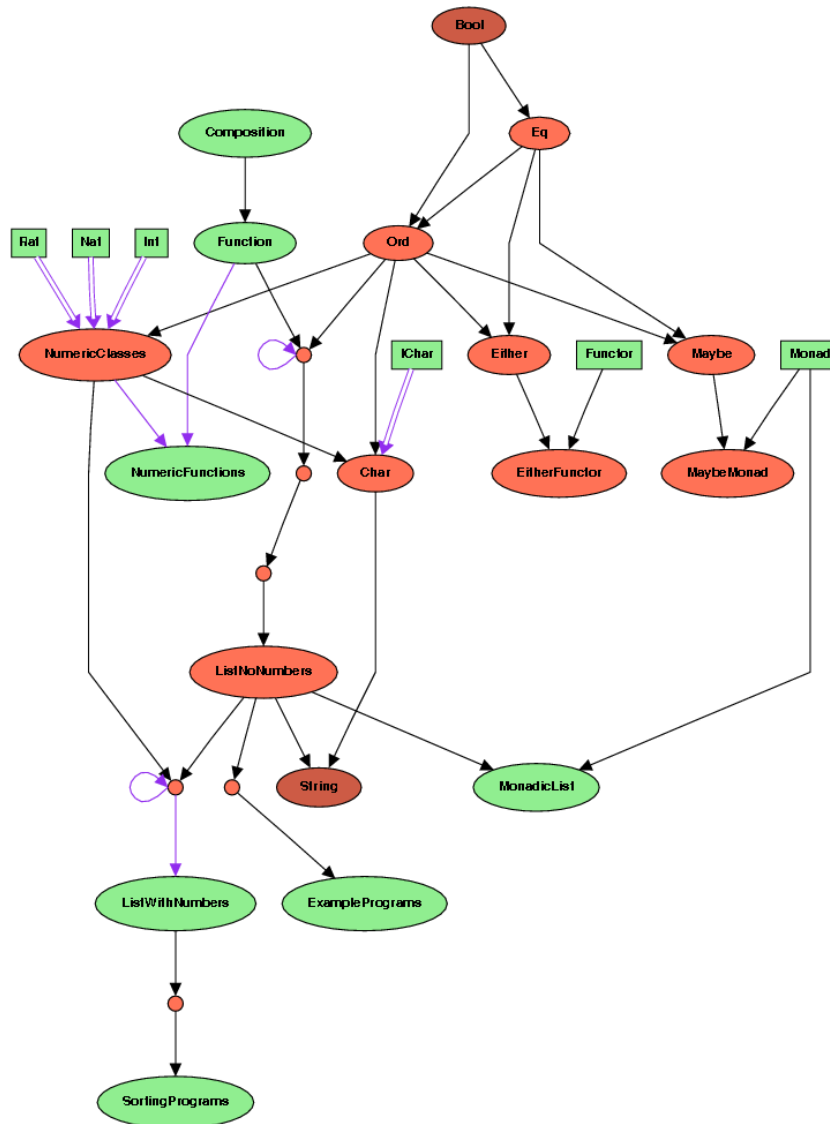 Bool
Composition
Eq
Rat
Nat
Int
Function
Ord
NumericClasses
IChar
Either
Functor
Maybe
Monad
NumericFunctions
Char
EitherFunctor
MaybeMonad
ListNoNumbers
String
MonadicList
ListWithNumbers
ExamplePrograms
SortingPrograms